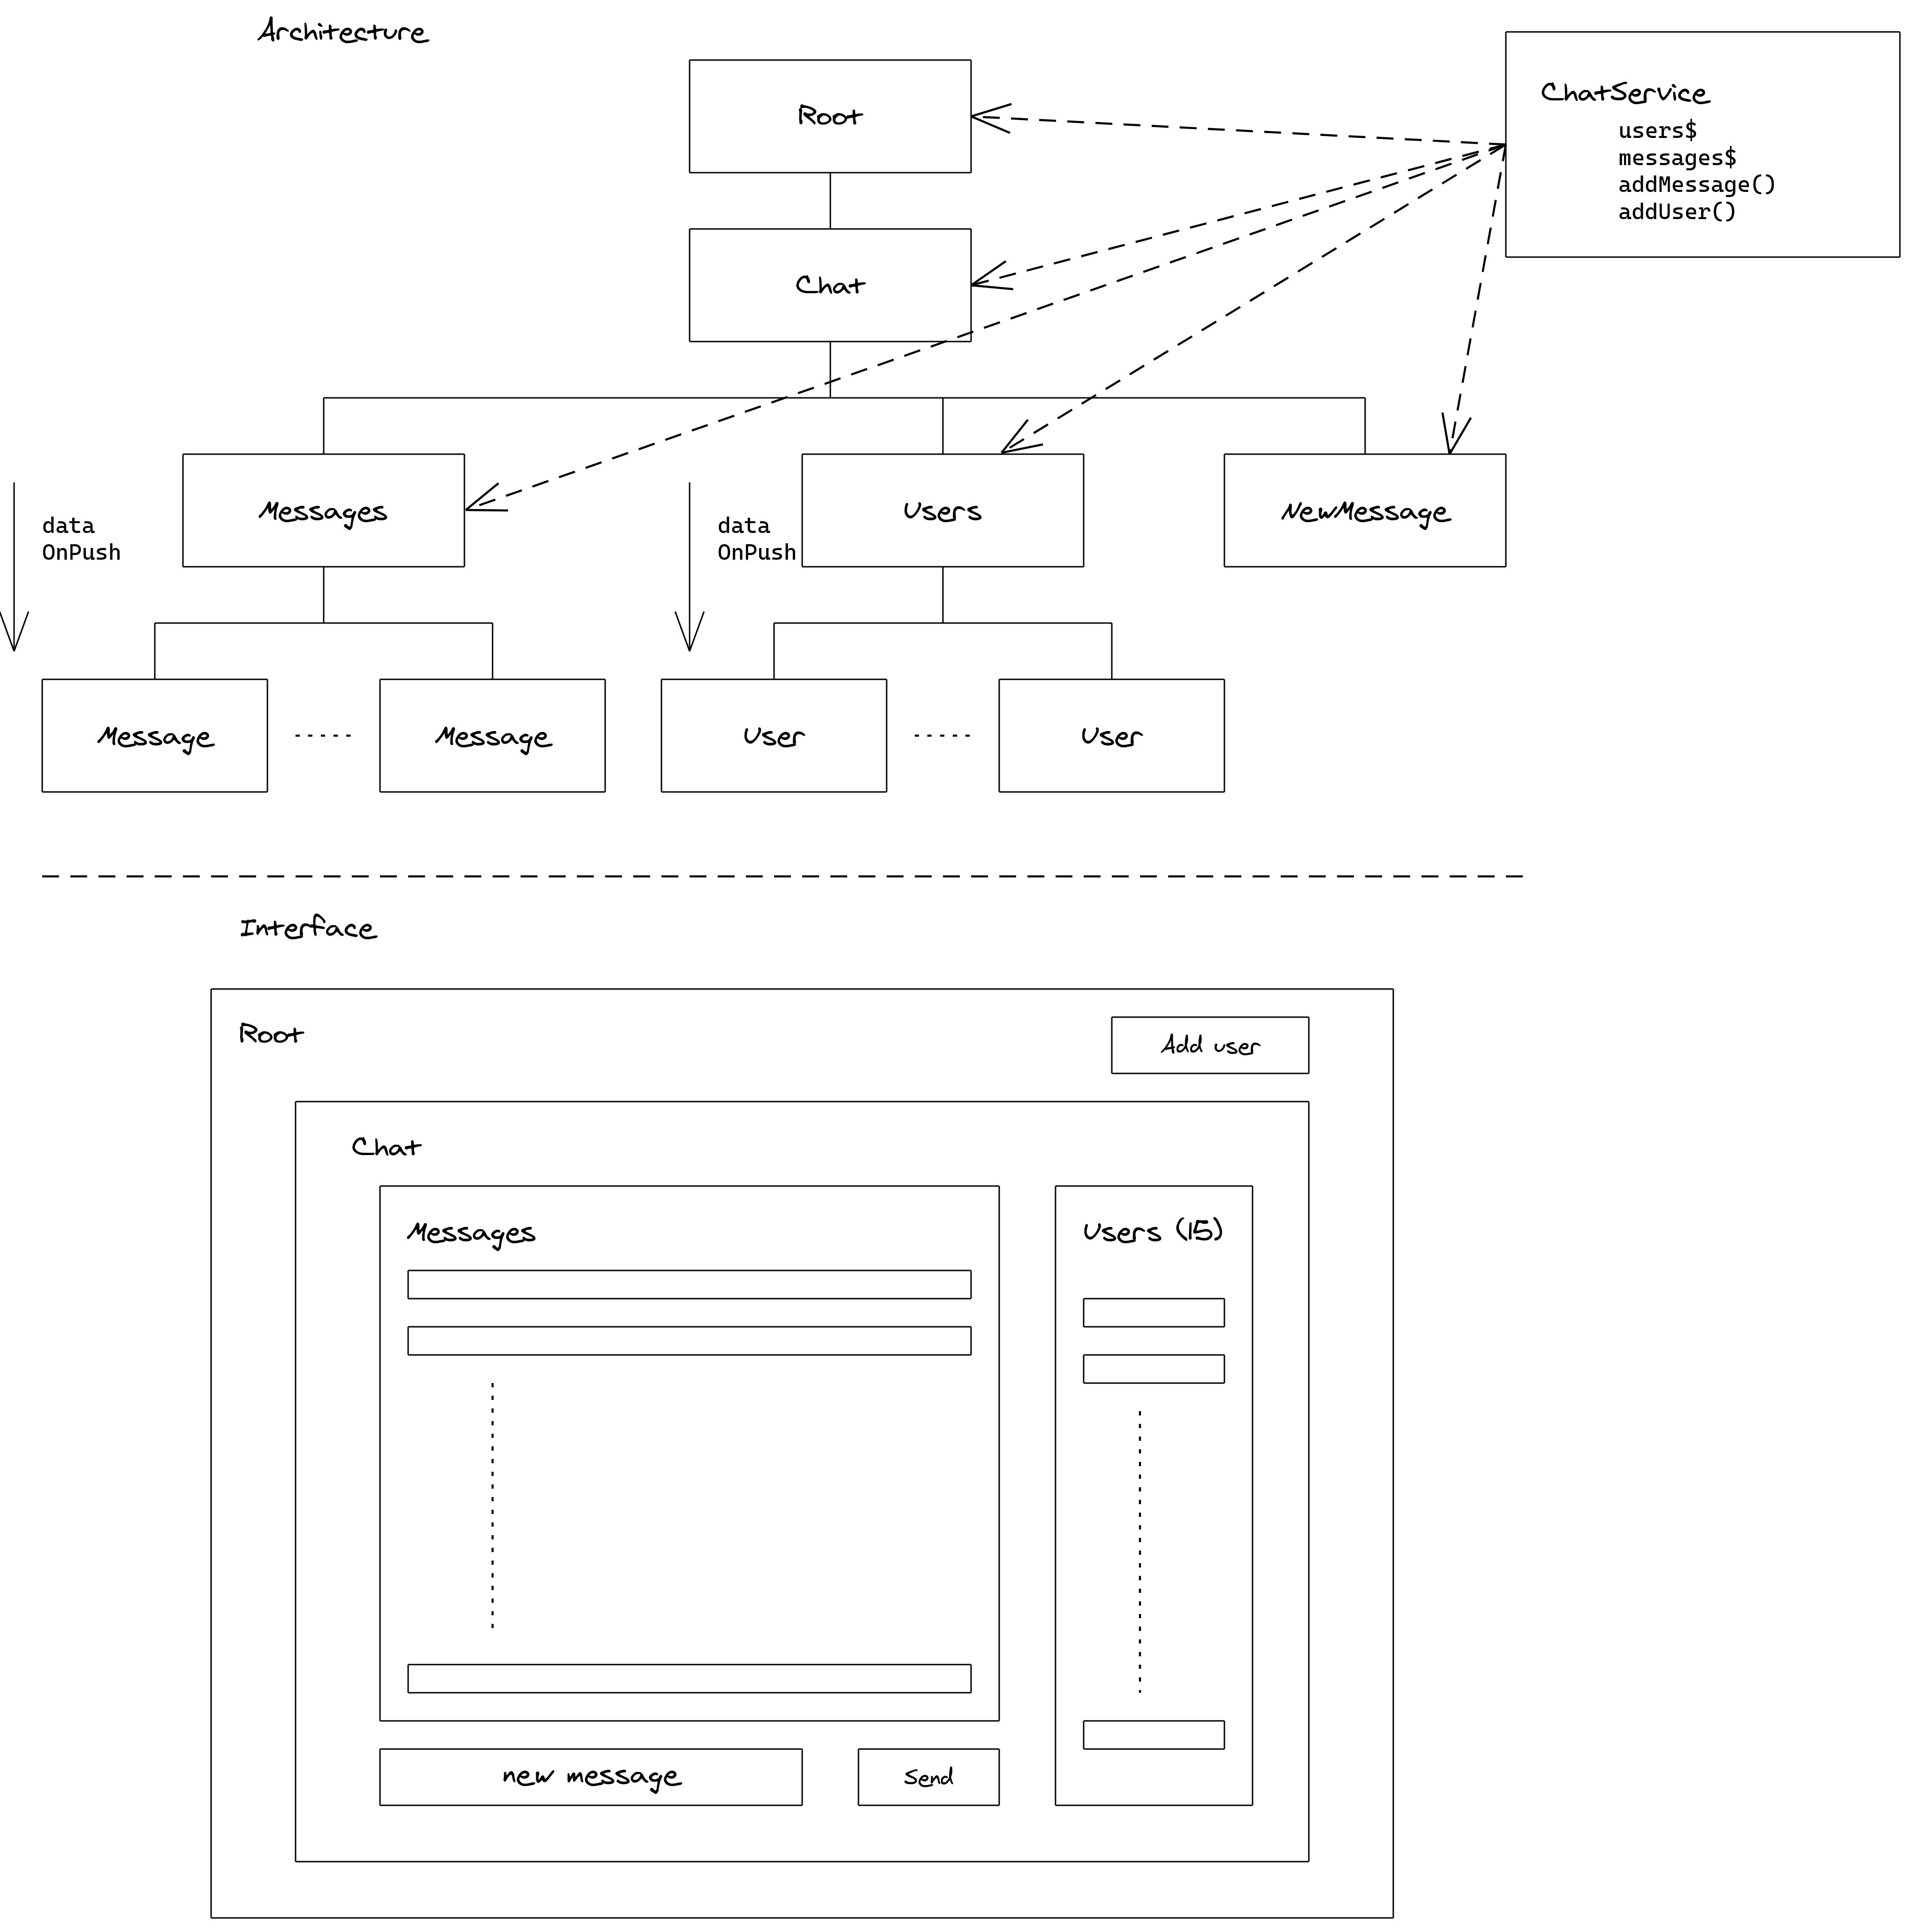 Architecture
Root
ChatService
users$
messages$
addMessage()
addUser()
Chat
Messages
Users
NewMessage
data
OnPush
data
OnPush
Message
Message
User
User
Interface
Root
Add user
Chat
Messages
Users (15)
new message
Send